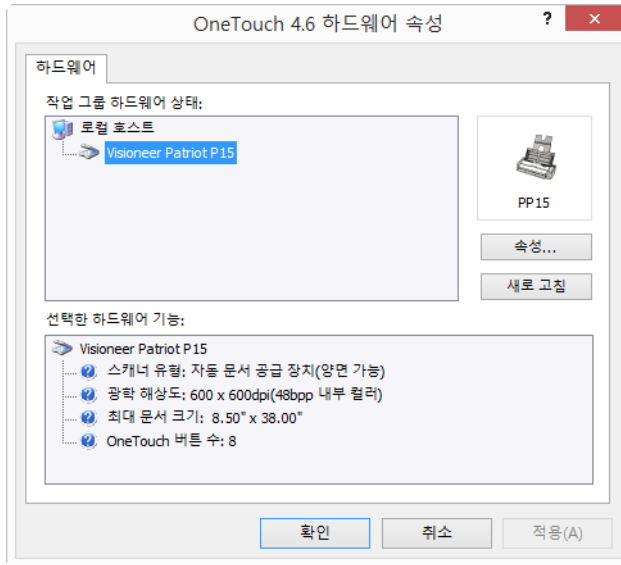 OneTouch 4.6 하드웨어 속성
?
×
하드웨어
작업 그룹 하드웨어 상태:
로컬 호스트
Visioneer Patriot P15
PP15
속성...
새로 고침
선택한 하드웨어 기능:
Visioneer Patriot P15
스캐너 유형: 자동 문서 공급 장치(양면 가능)
광학 해상도: 600 x 600dpi(48bpp 내부 컬러)
최대 문서 크기: 8.50" x 38.00"
OneTouch 버튼 수: 8
확인
취소
적용(A)